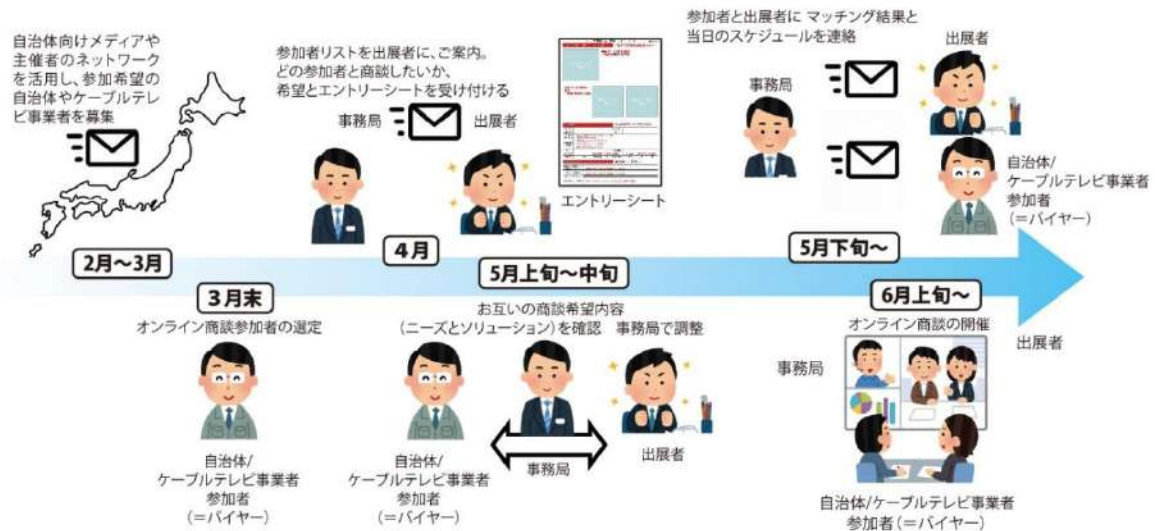 自治体向けメディアや
主催者のネットワーク
を活用し、参加希望の
自治体やケーブルテレ
ビ事業者を募集
2月～3月
3月末
オンライン商談参加者の選定
自治体/
ケーブルテレビ事業者
参加者
(=バイヤー)
参加者リストを出展者に、ご案内。
どの参加者と商談したいか、
希望とエントリーシートを受け付ける
事務局
出展者
エントリーシート
4月
5月上旬～中旬
お互いの商談希望内容
(ニーズとソリューション)を確認 事務局で調整
自治体/
ケーブルテレビ事業者
参加者
(=バイヤー)
事務局
出展者
参加者と出展者に マッチング結果と
当日のスケジュールを連絡
出展者
事務局
自治体/
ケーブルテレビ事業者
参加者
(=バイヤー)
5月下旬～
6月上旬～
オンライン商談の開催
事務局
出展者
自治体/ケーブルテレビ事業者
参加者(=バイヤー)